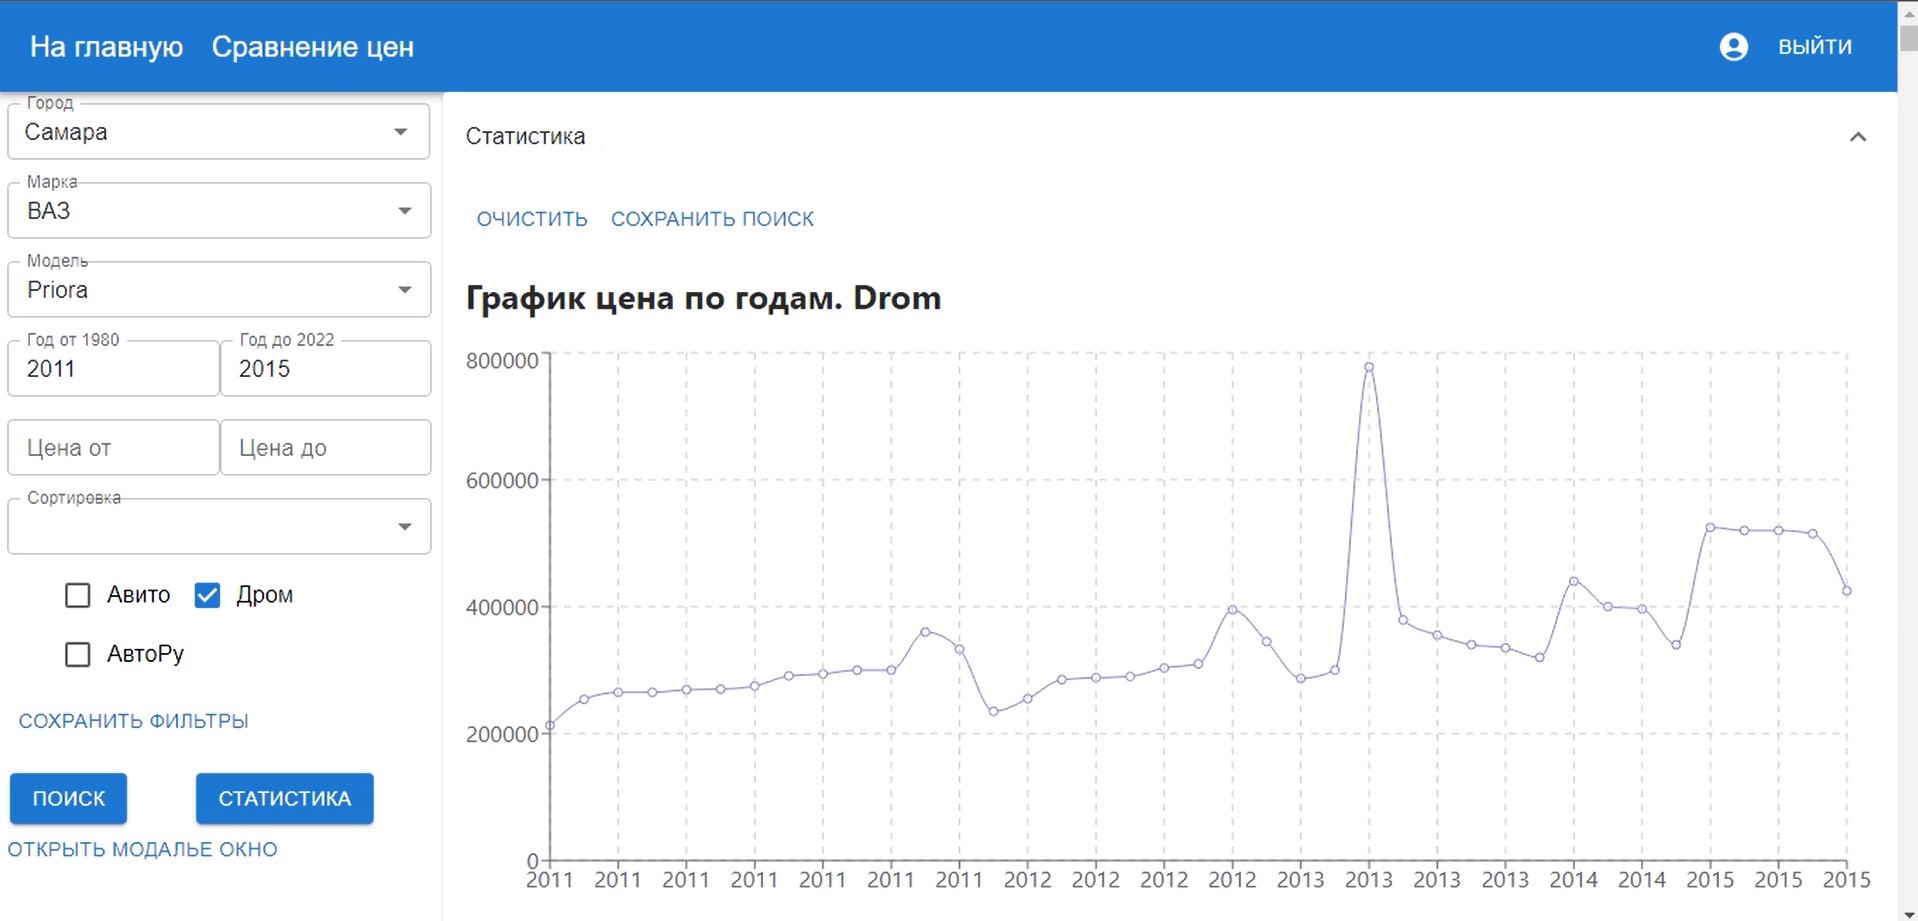 На главную Сравнение цен ВЫЙТИ
Город
Самара
Марка
ВАЗ
Модель
Priora
Год от 1980 Год до 2022
2011 2015
Цена от Цена до
Сортировка
Авито Дром
АвтоРу
СОХРАНИТЬ ФИЛЬТРЫ
ПОИСК СТАТИСТИКА
ОТКРЫТЬ МОДАЛЬЕ ОКНО
Статистика
ОЧИСТИТЬ СОХРАНИТЬ ПОИСК
График цена по годам. Drom
800000
600000
400000
200000
0
2011 2011 2011 2011 2011 2011 2011 2012 2012 2012 2012 2013 2013 2013 2013 2014 2014 2015 2015 2015